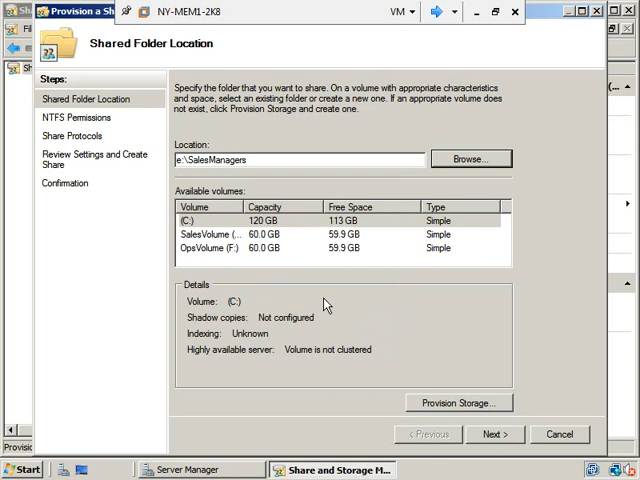 Provision a Sh
NY-MEM1-2K8
VM
Shared Folder Location
Steps:
Shared Folder Location
NTFS Permissions
Share Protocols
Review Settings and Create
Share
Confirmation
Specify the folder that you want to share. On a volume with appropriate characteristics
and space, select an existing folder or create a new one. If an appropriate volume does
not exist, click Provision Storage and create one.
Location:
e:\SalesManagers
Browse...
Available volumes:
Volume Capacity Free Space Type
(C:) 120 GB 113 GB Simple
SalesVolume (... 60.0 GB 59.9 GB Simple
OpsVolume (F:) 60.0 GB 59.9 GB Simple
Details
Volume: (C:)
Shadow copies: Not configured
Indexing: Unknown
Highly available server: Volume is not clustered
Provision Storage...
< Previous Next > Cancel
Provisio
Start Server Manager Share and Storage M...